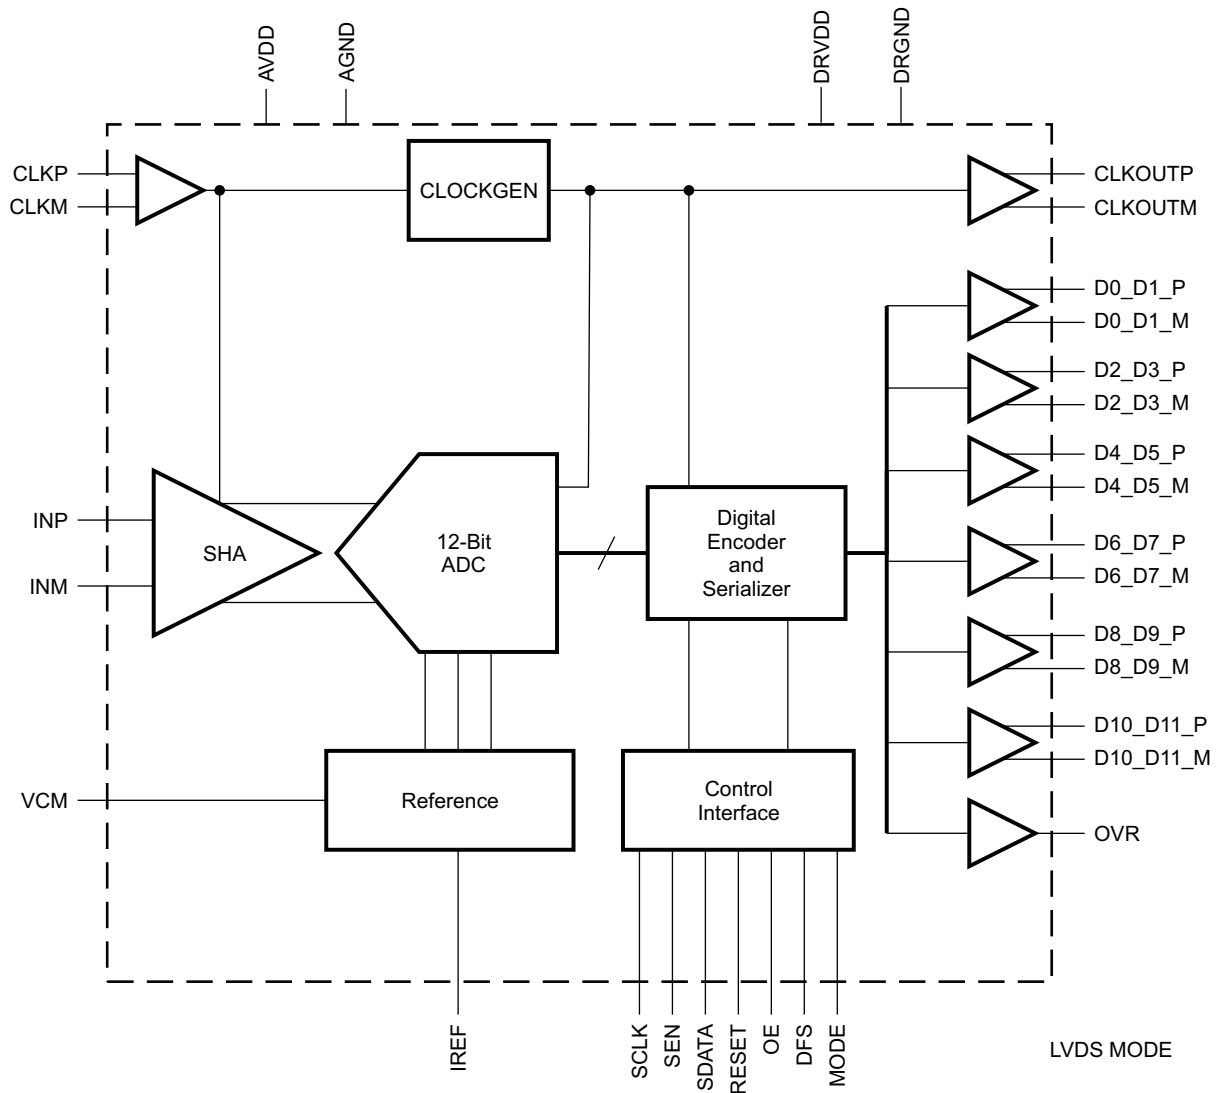 AVDD
AGND
DRVDD
DRGND
CLKP
CLKM
CLOCKGEN
CLKOUTP
CLKOUTM
D0_D1_P
D0_D1_M
D2_D3_P
D2_D3_M
D4_D5_P
D4_D5_M
INP
INM
SHA
12-Bit
ADC
Digital
Encoder
and
Serializer
D6_D7_P
D6_D7_M
D8_D9_P
D8_D9_M
D10_D11_P
D10_D11_M
VCM
Reference
Control
Interface
OVR
IREF
SCLK
SEN
SDATA
RESET
OE
DFS
MODE
LVDS MODE